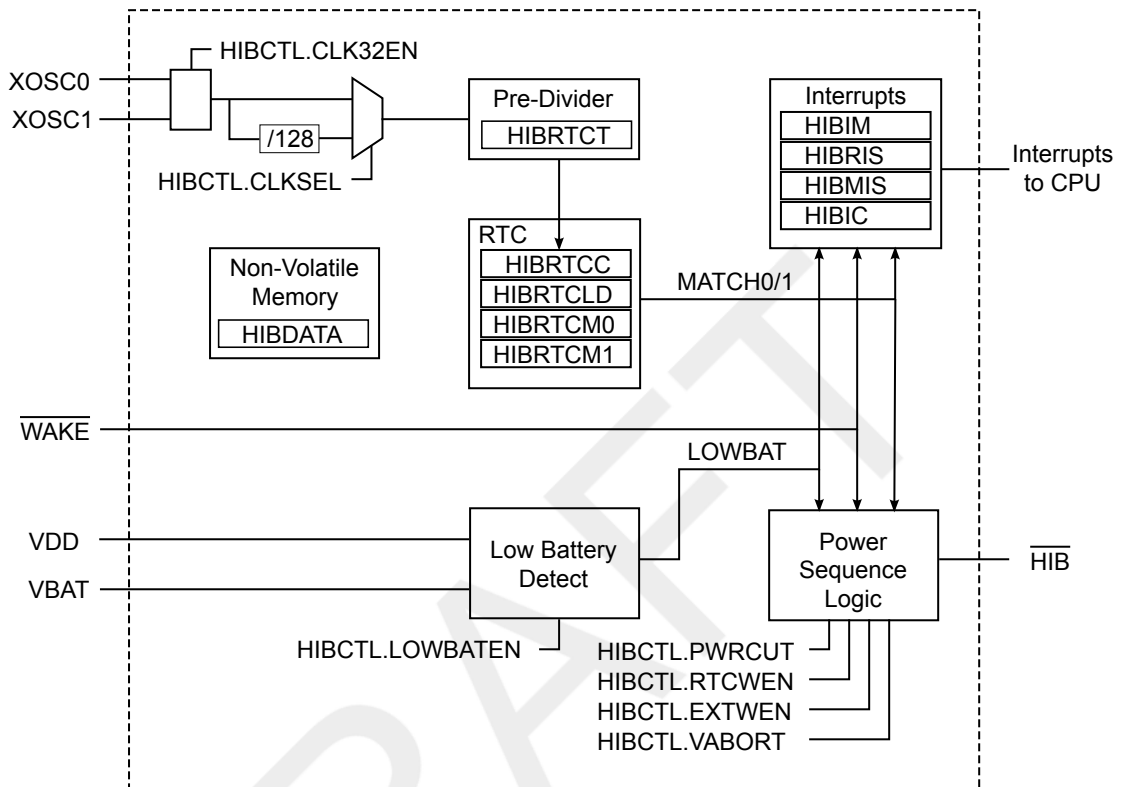 HIBCTL.CLK32EN
XOSC0
XOSC1
/128
HIBCTL.CLKSEL
Pre-Divider
HIBRTCT
Interrupts
HIBIM
HIBRIS
HIBMIS
HIBIC
Interrupts
to CPU
RTC
HIBRTCC
HIBRTCLD
HIBRTCM0
HIBRTCM1
MATCH0/1
Non-Volatile
Memory
HIBDATA
WAKE
LOWBAT
VDD
VBAT
Low Battery
Detect
HIBCTL.LOWBATEN
Power
Sequence
Logic
HIB
HIBCTL.PWRCUT
HIBCTL.RTCWEN
HIBCTL.EXTWEN
HIBCTL.VABORT